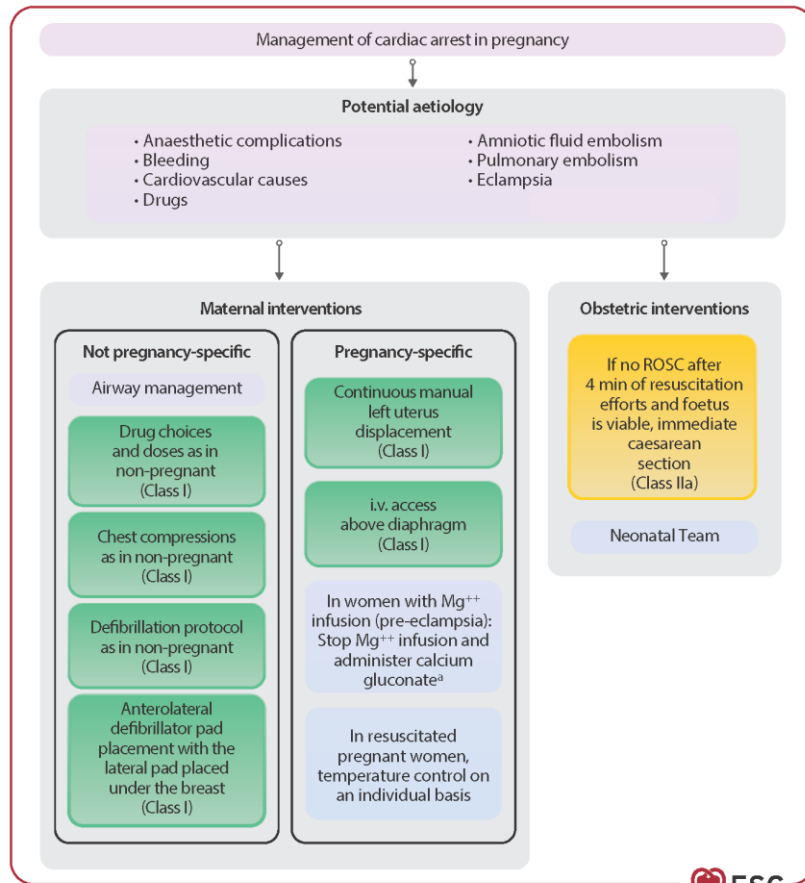 Management of cardiac arrest in pregnancy
Potential aetiology
• Anaesthetic complications
• Bleeding
• Cardiovascular causes
• Drugs
• Amniotic fluid embolism
• Pulmonary embolism
• Eclampsia
Maternal interventions
Not pregnancy-specific
Airway management
Drug choices
and doses as in
non-pregnant
(Class I)
Chest compressions
as in non-pregnant
(Class I)
Defibrillation protocol
as in non-pregnant
(Class I)
Anterolateral
defibrillator pad
placement with the
lateral pad placed
under the breast
(Class I)
Pregnancy-specific
Continuous manual
left uterus
displacement
(Class I)
i.v. access
above diaphragm
(Class I)
In women with Mg⁺⁺
infusion (pre-eclampsia):
Stop Mg⁺⁺ infusion and
administer calcium
gluconateᵃ
In resuscitated
pregnant women,
temperature control on
an individual basis
Obstetric interventions
If no ROSC after
4 min of resuscitation
efforts and foetus
is viable, immediate
caesarean
section
(Class IIa)
Neonatal Team
ESC